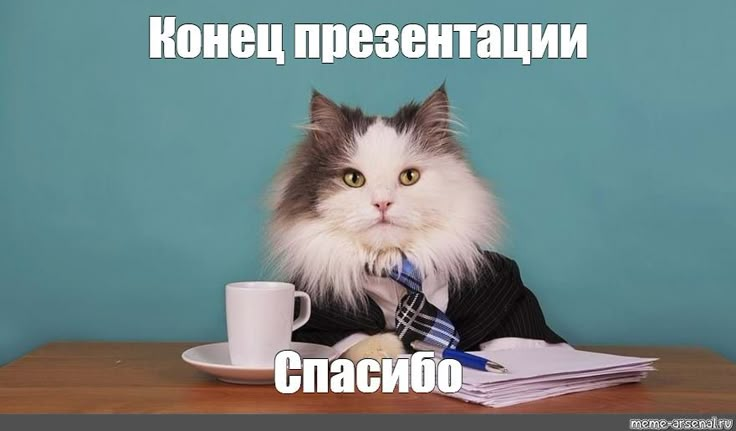 Конец презентации
Спасибо
meme-arsenal.ru